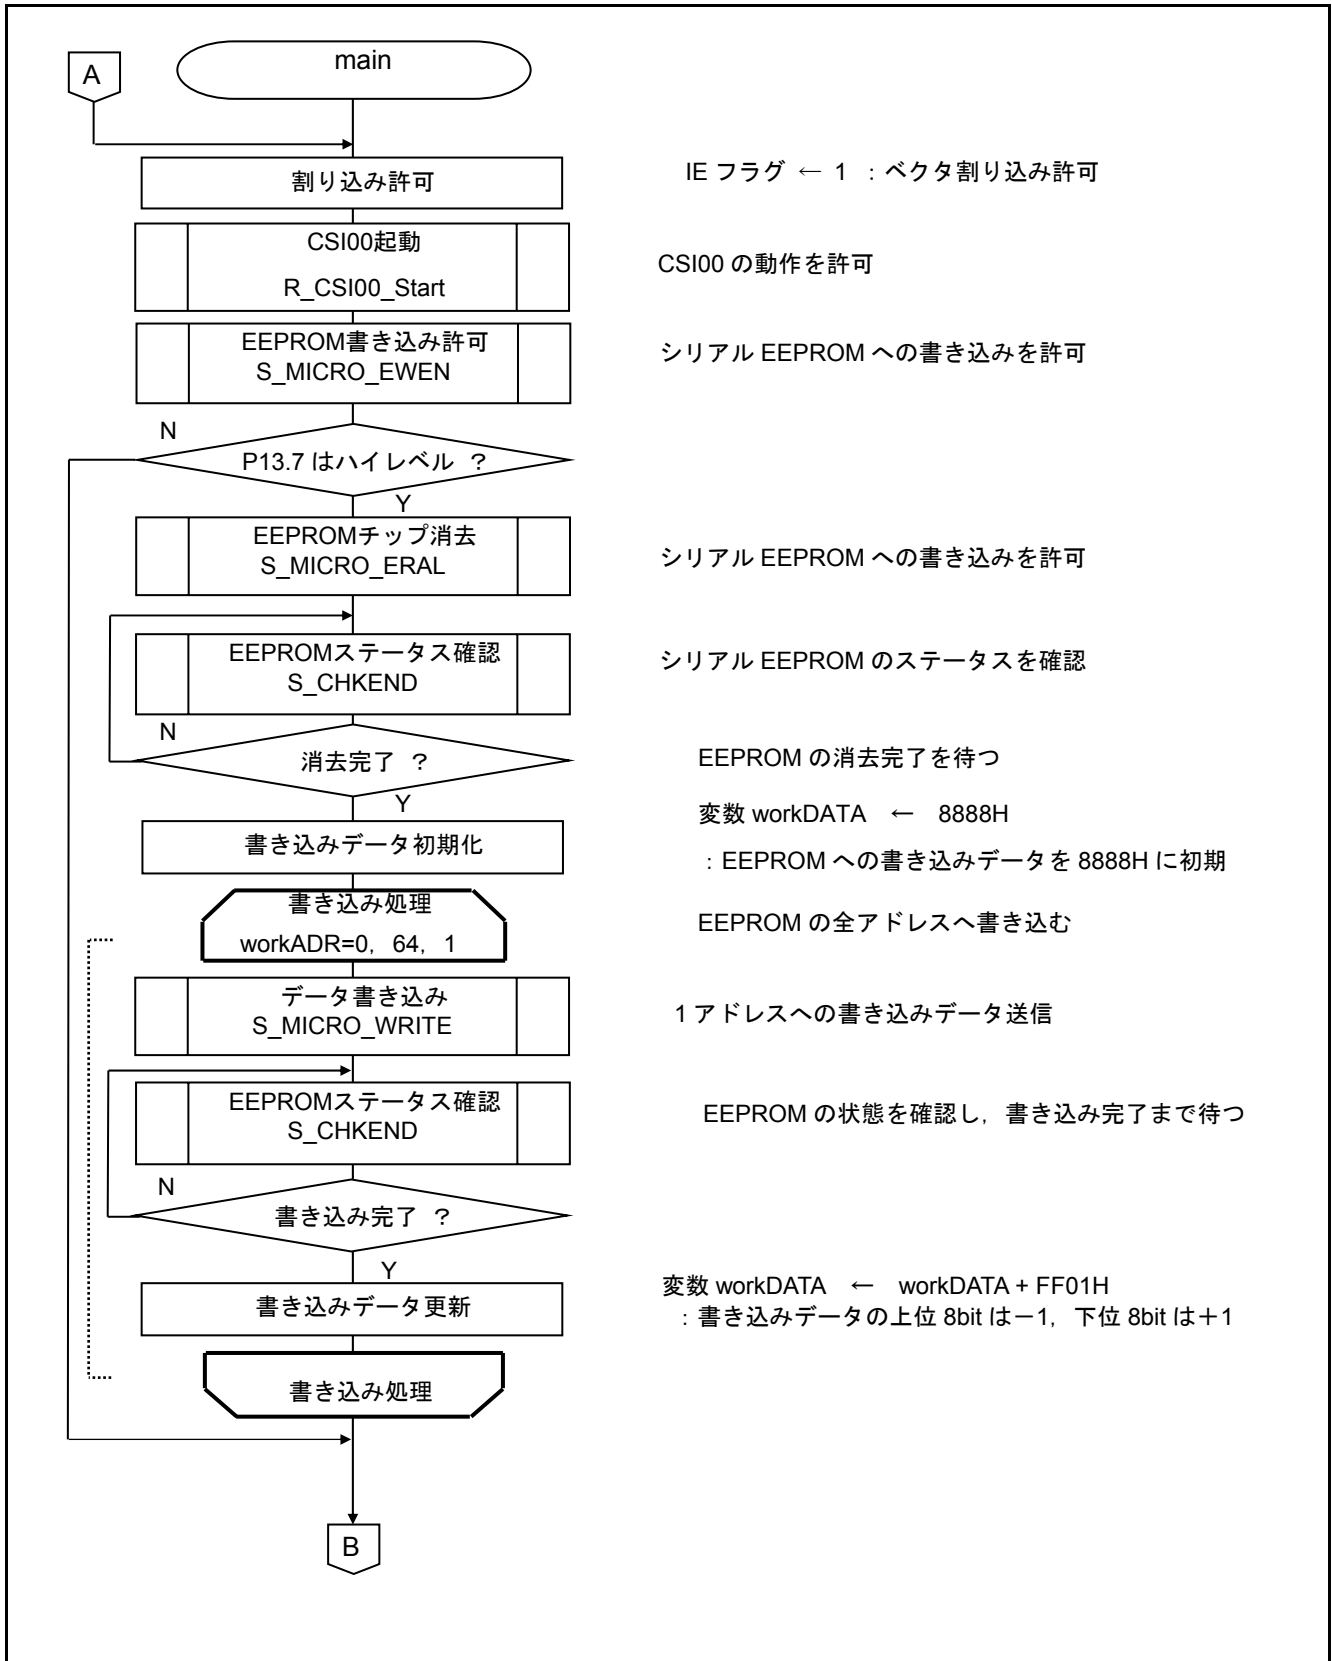 A
main
割り込み許可
IE フラグ ← 1 ：ベクタ割り込み許可
CSI00起動
R_CSI00_Start
CSI00 の動作を許可
EEPROM書き込み許可
S_MICRO_EWEN
シリアル EEPROM への書き込みを許可
N
P13.7 はハイレベル ？
Y
EEPROMチップ消去
S_MICRO_ERAL
シリアル EEPROM への書き込みを許可
EEPROMステータス確認
S_CHKEND
シリアル EEPROM のステータスを確認
N
消去完了 ？
EEPROM の消去完了を待つ
Y
変数 workDATA ← 8888H
書き込みデータ初期化
：EEPROM への書き込みデータを 8888H に初期
書き込み処理
workADR=0，64，1
EEPROM の全アドレスへ書き込む
データ書き込み
S_MICRO_WRITE
1 アドレスへの書き込みデータ送信
EEPROMステータス確認
S_CHKEND
EEPROM の状態を確認し，書き込み完了まで待つ
N
書き込み完了 ？
Y
書き込みデータ更新
変数 workDATA ← workDATA + FF01H
：書き込みデータの上位 8bit は－1，下位 8bit は＋1
書き込み処理
B